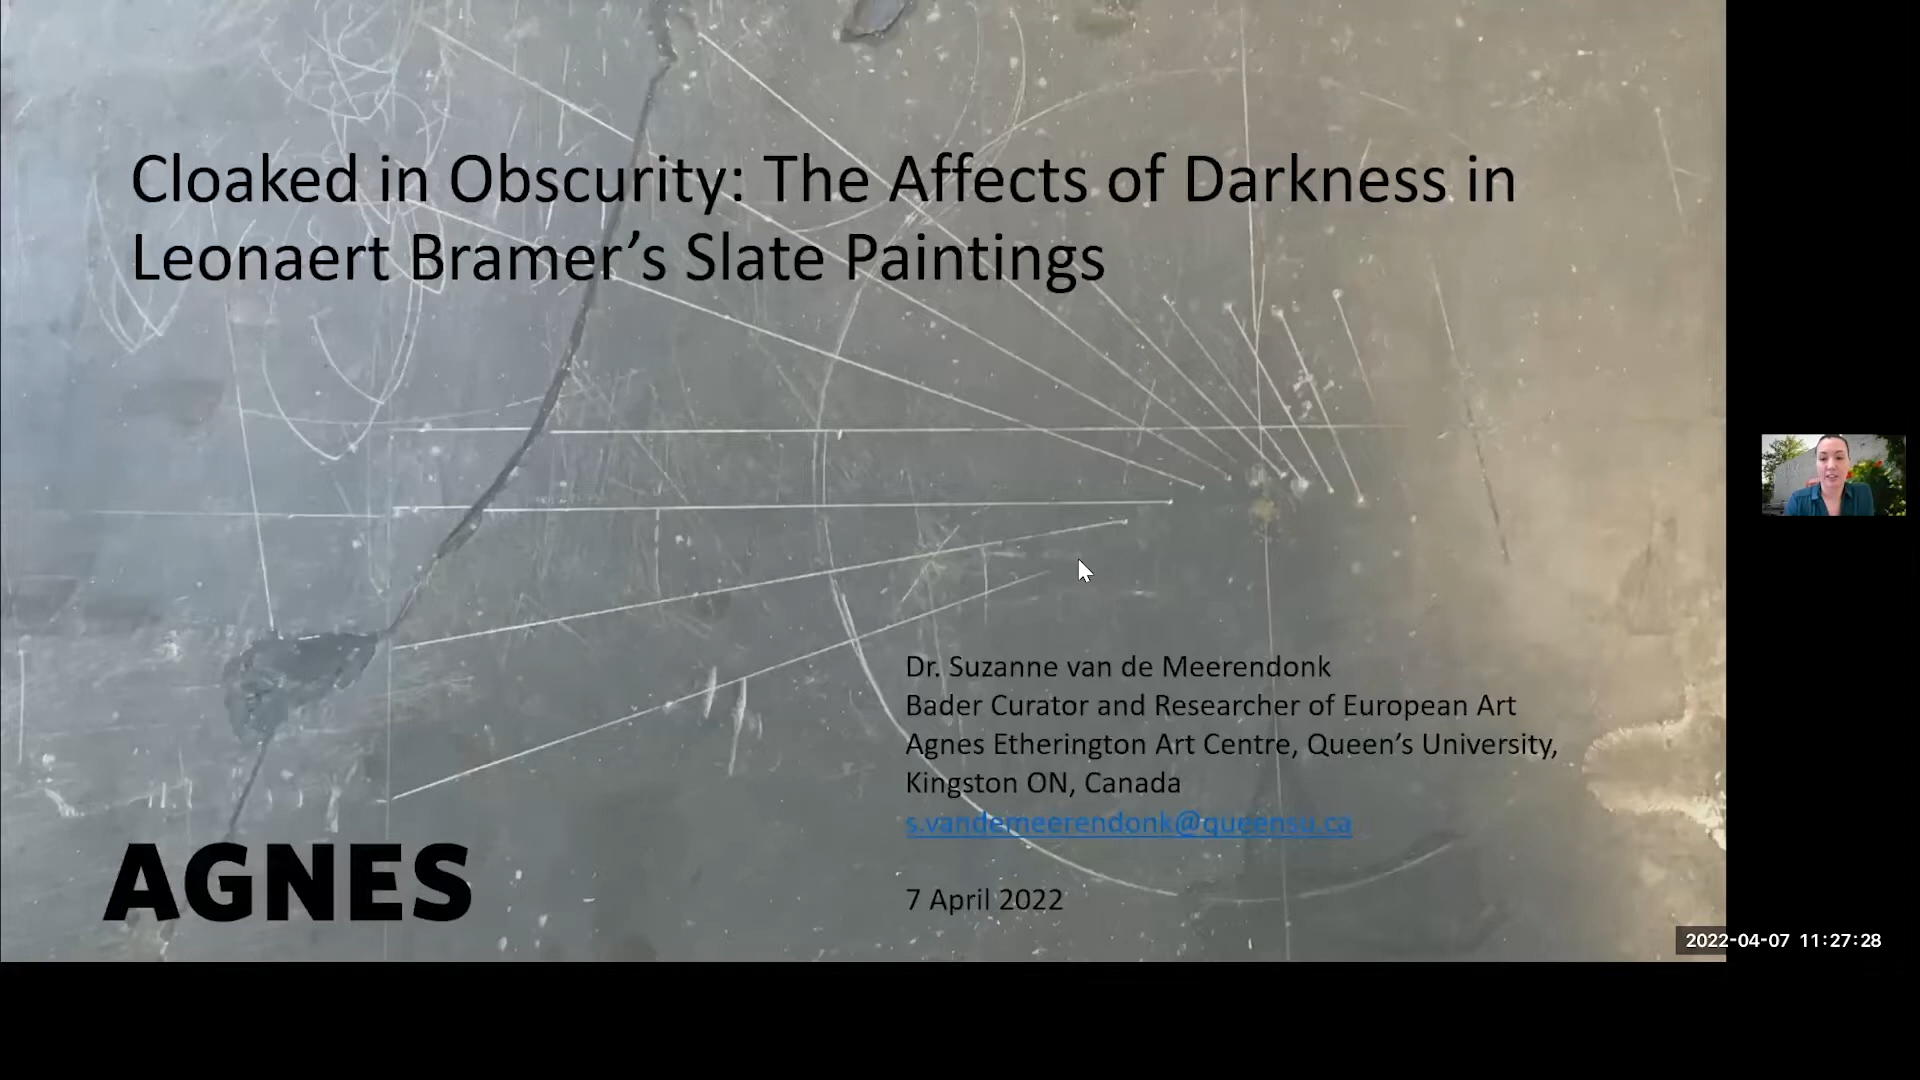 Cloaked in Obscurity: The Affects of Darkness in
Leonaert Bramer’s Slate Paintings
Dr. Suzanne van de Meerendonk
Bader Curator and Researcher of European Art
Agnes Etherington Art Centre, Queen’s University,
Kingston ON, Canada
s.vandemeerendonk@queensu.ca
7 April 2022
AGNES
2022-04-07 11:27:28